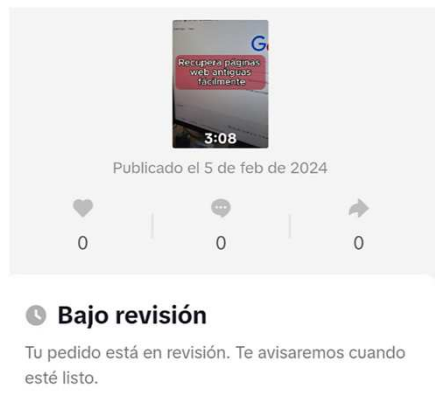 G
Recupera páginas
web antiguas
fácilmente
3:08
Publicado el 5 de feb de 2024
0 0 0
Bajo revisión
Tu pedido está en revisión. Te avisaremos cuando
esté listo.